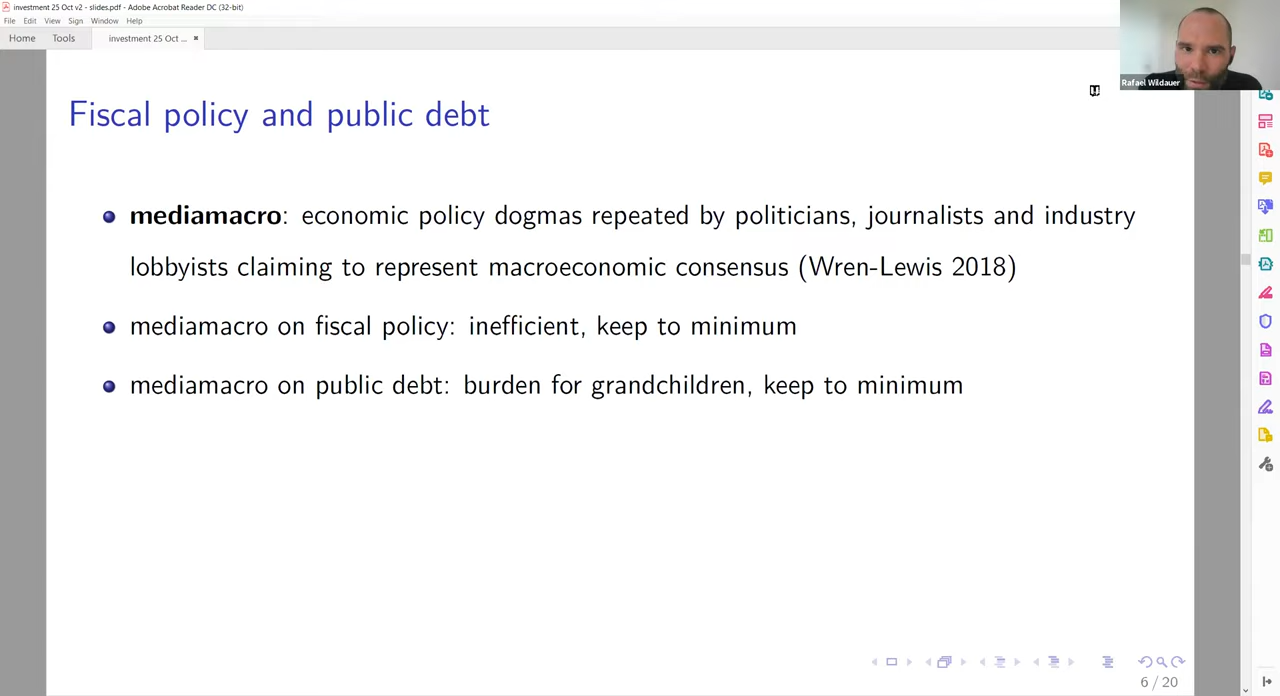 investment 25 Oct v2 - slides.pdf - Adobe Acrobat Reader DC (32-bit)
File Edit View Sign Window Help
Home Tools investment 25 Oct ... ×
Rafael Wildauer
Fiscal policy and public debt
mediamacro: economic policy dogmas repeated by politicians, journalists and industry
lobbyists claiming to represent macroeconomic consensus (Wren-Lewis 2018)
mediamacro on fiscal policy: inefficient, keep to minimum
mediamacro on public debt: burden for grandchildren, keep to minimum
6 / 20